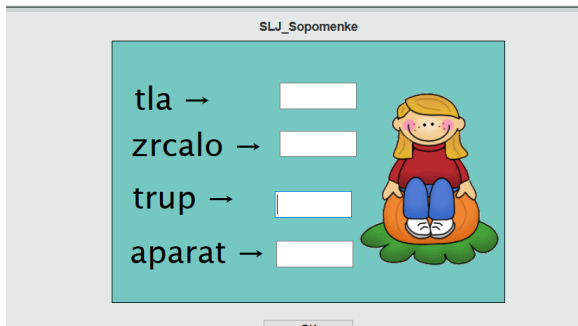 SLJ_Sopomenke
tla →
zrcalo →
trup →
aparat →